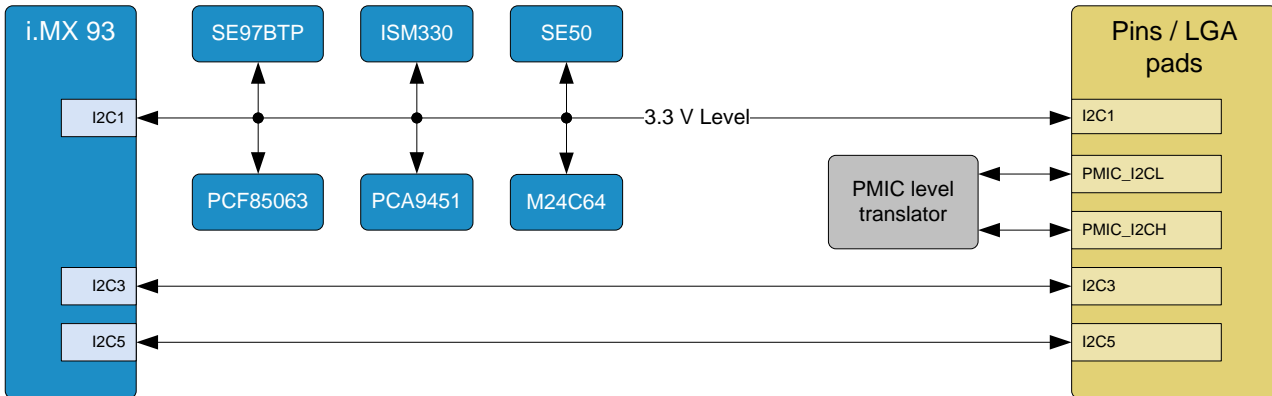 i.MX 93
SE97BTP
ISM330
SE50
Pins / LGA
pads
I2C1
3.3 V Level
I2C1
PMIC level
translator
PMIC_I2CL
PCF85063
PCA9451
M24C64
PMIC_I2CH
I2C3
I2C3
I2C5
I2C5